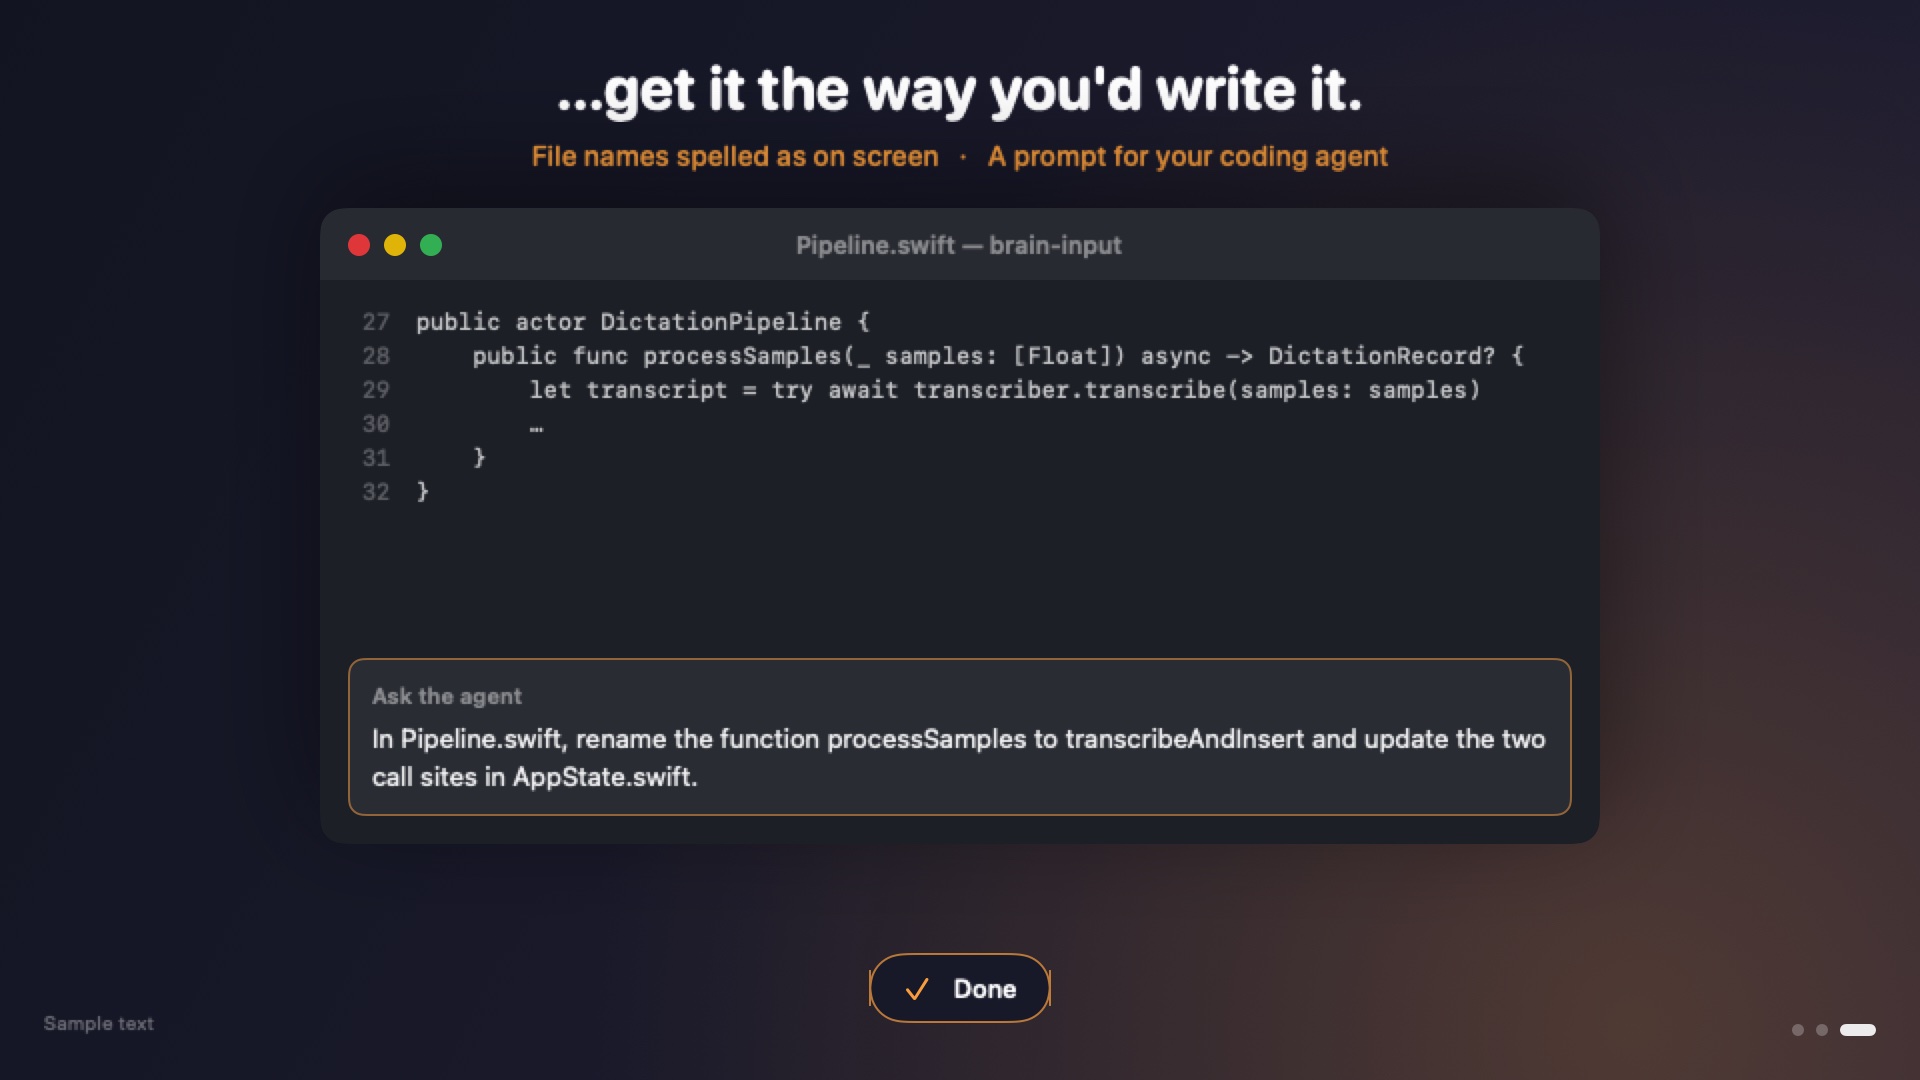 ...get it the way you'd write it.
File names spelled as on screen · A prompt for your coding agent
Pipeline.swift — brain-input
27 public actor DictationPipeline {
28     public func processSamples(_ samples: [Float]) async -> DictationRecord? {
29         let transcript = try await transcriber.transcribe(samples: samples)
30         …
31     }
32 }
Ask the agent
In Pipeline.swift, rename the function processSamples to transcribeAndInsert and update the two
call sites in AppState.swift.
Done
Sample text